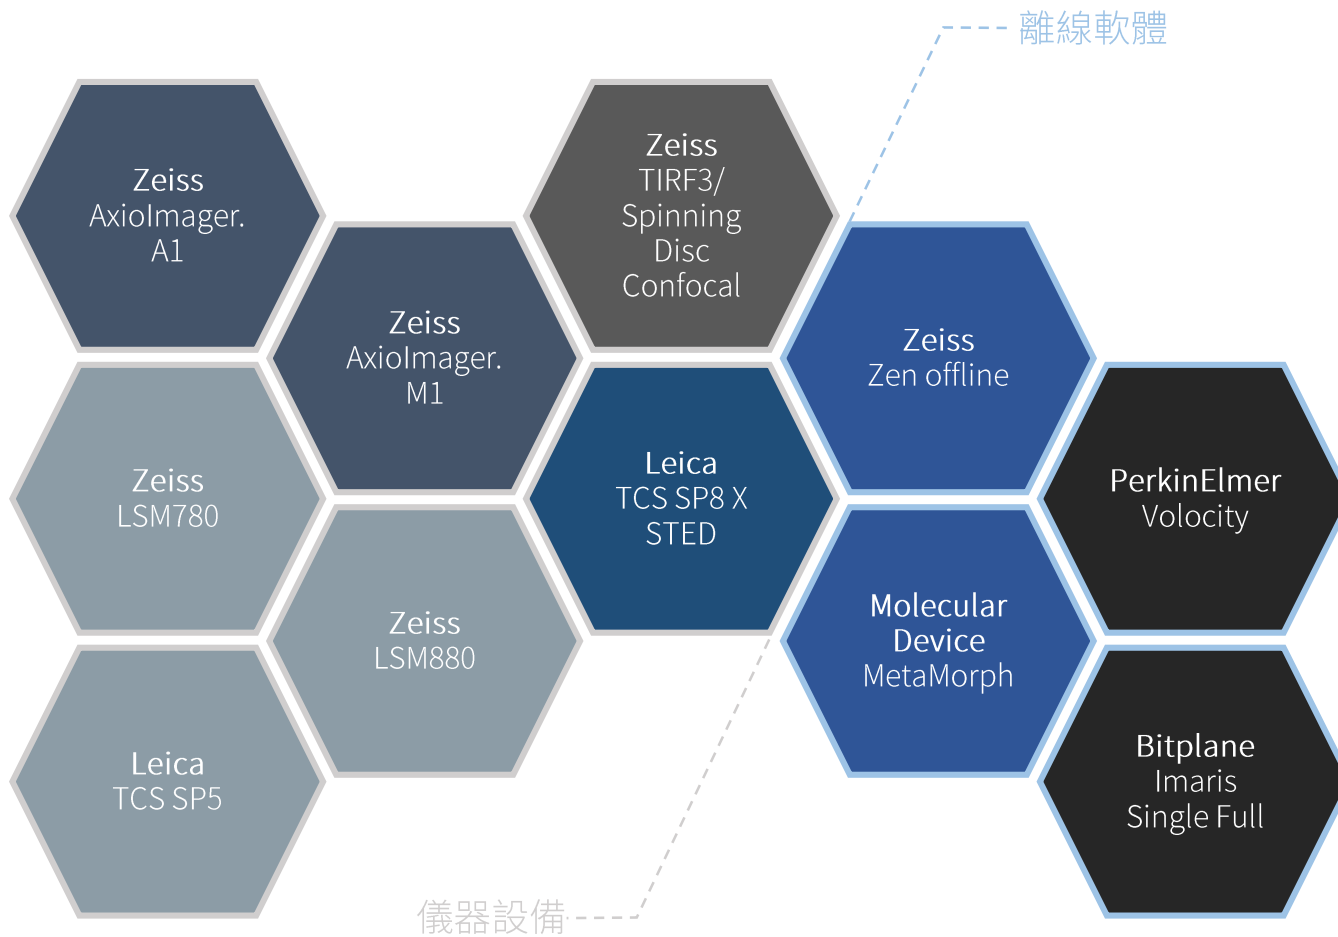 離線軟體
Zeiss
AxioImager.
A1
Zeiss
AxioImager.
M1
Zeiss
TIRF3/
Spinning
Disc
Confocal
Zeiss
Zen offline
Zeiss
LSM780
Zeiss
LSM880
Leica
TCS SP8 X
STED
PerkinElmer
Volocity
Molecular
Device
MetaMorph
Leica
TCS SP5
Bitplane
Imaris
Single Full
儀器設備